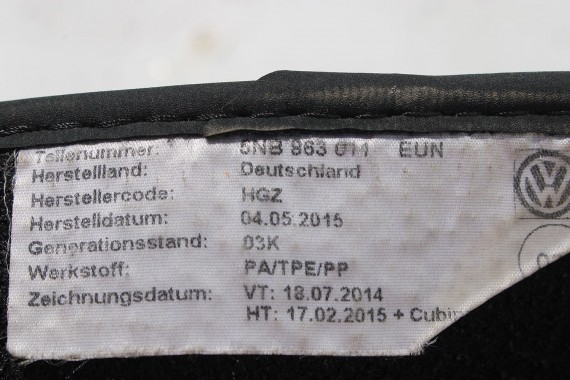 Teilenummer: 5NB 863 011 EUN
Herstellland: Deutschland
Herstellercode: HGZ
Herstelldatum: 04.05.2015
Generationsstand: 03K
Werkstoff: PA/TPE/PP
Zeichnungsdatum: VT: 18.07.2014
HT: 17.02.2015 + Cubi